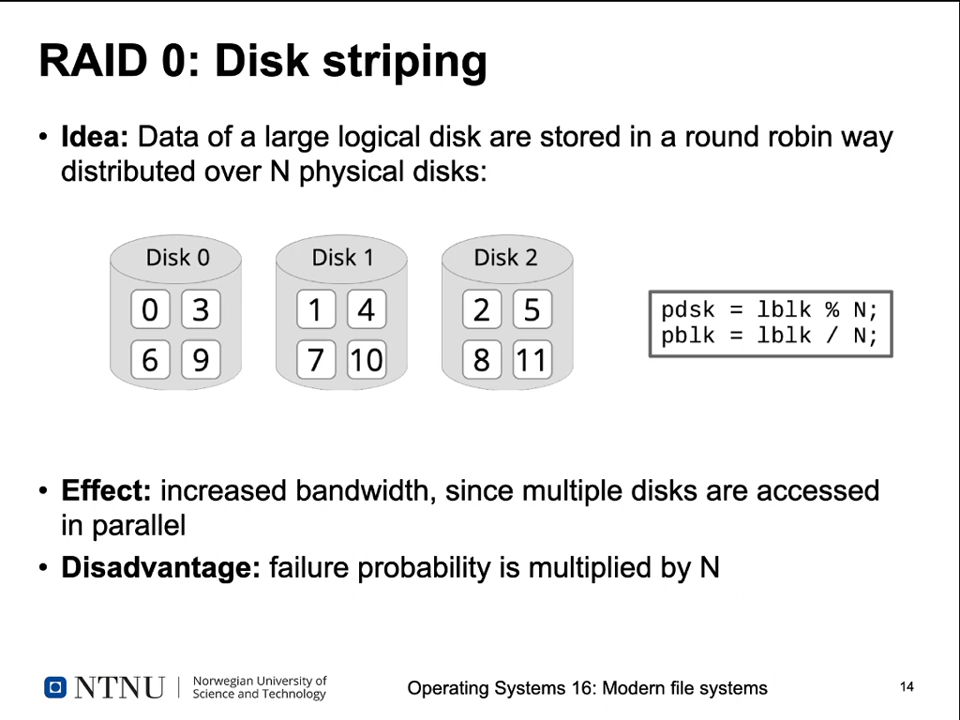 RAID 0: Disk striping
• Idea: Data of a large logical disk are stored in a round robin way
distributed over N physical disks:
Disk 0
0 3
6 9
Disk 1
1 4
7 10
Disk 2
2 5
8 11
pdsk = lblk % N;
pblk = lblk / N;
• Effect: increased bandwidth, since multiple disks are accessed
in parallel
• Disadvantage: failure probability is multiplied by N
NTNU
Norwegian University of
Science and Technology
Operating Systems 16: Modern file systems
14